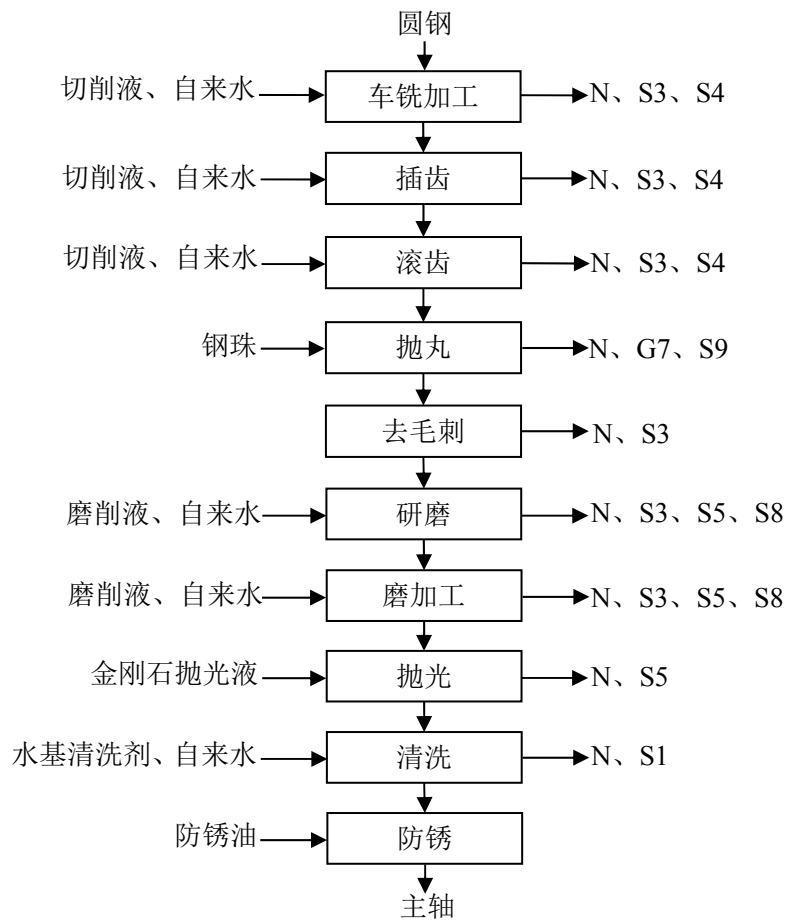 圆钢
切削液、自来水 车铣加工 N、S3、S4
切削液、自来水 插齿 N、S3、S4
切削液、自来水 滚齿 N、S3、S4
钢珠 抛丸 N、G7、S9
去毛刺 N、S3
磨削液、自来水 研磨 N、S3、S5、S8
磨削液、自来水 磨加工 N、S3、S5、S8
金刚石抛光液 抛光 N、S5
水基清洗剂、自来水 清洗 N、S1
防锈油 防锈
主轴